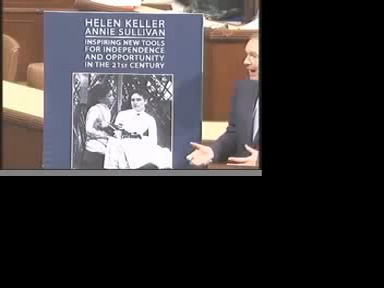 HELEN KELLER
ANNIE SULLIVAN
INSPIRING NEW TOOLS
FOR INDEPENDENCE
AND OPPORTUNITY
IN THE 21ST CENTURY